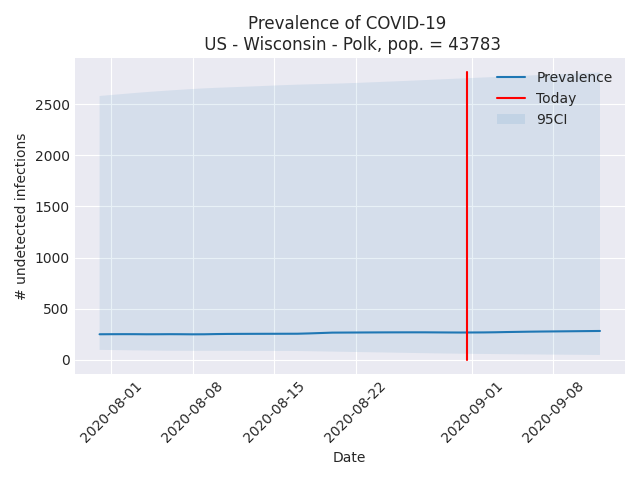 Prevalence of COVID-19
US - Wisconsin - Polk, pop. = 43783
Prevalence
Today
95CI
# undetected infections
2500
2000
1500
1000
500
0
2020-08-01
2020-08-08
2020-08-15
2020-08-22
2020-09-01
2020-09-08
Date